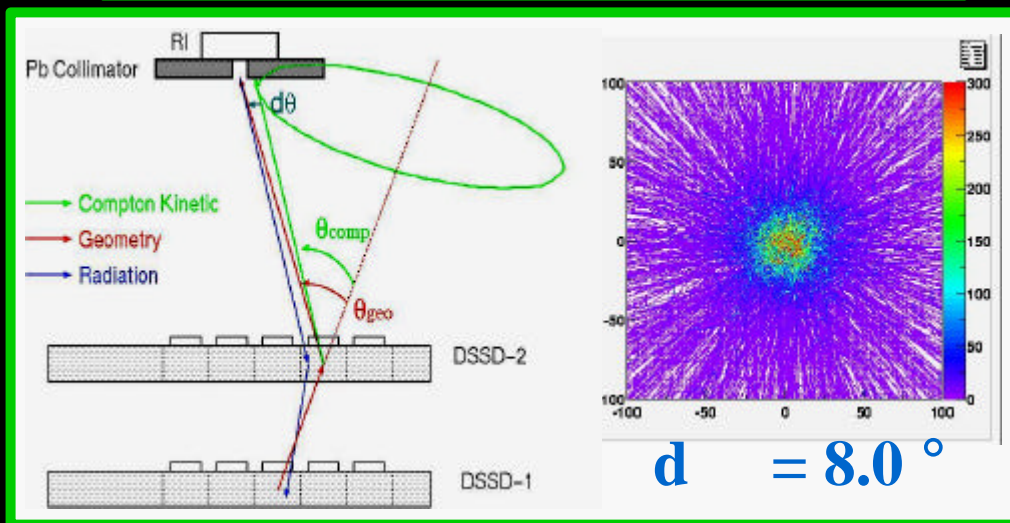 RI
Pb Collimator
dθ
Compton Kinetic
Geometry
Radiation
θcomp
θgeo
DSSD-2
DSSD-1
100
50
0
-50
100
-100
-50
0
50
100
300
250
200
150
100
50
0
d = 8.0 °